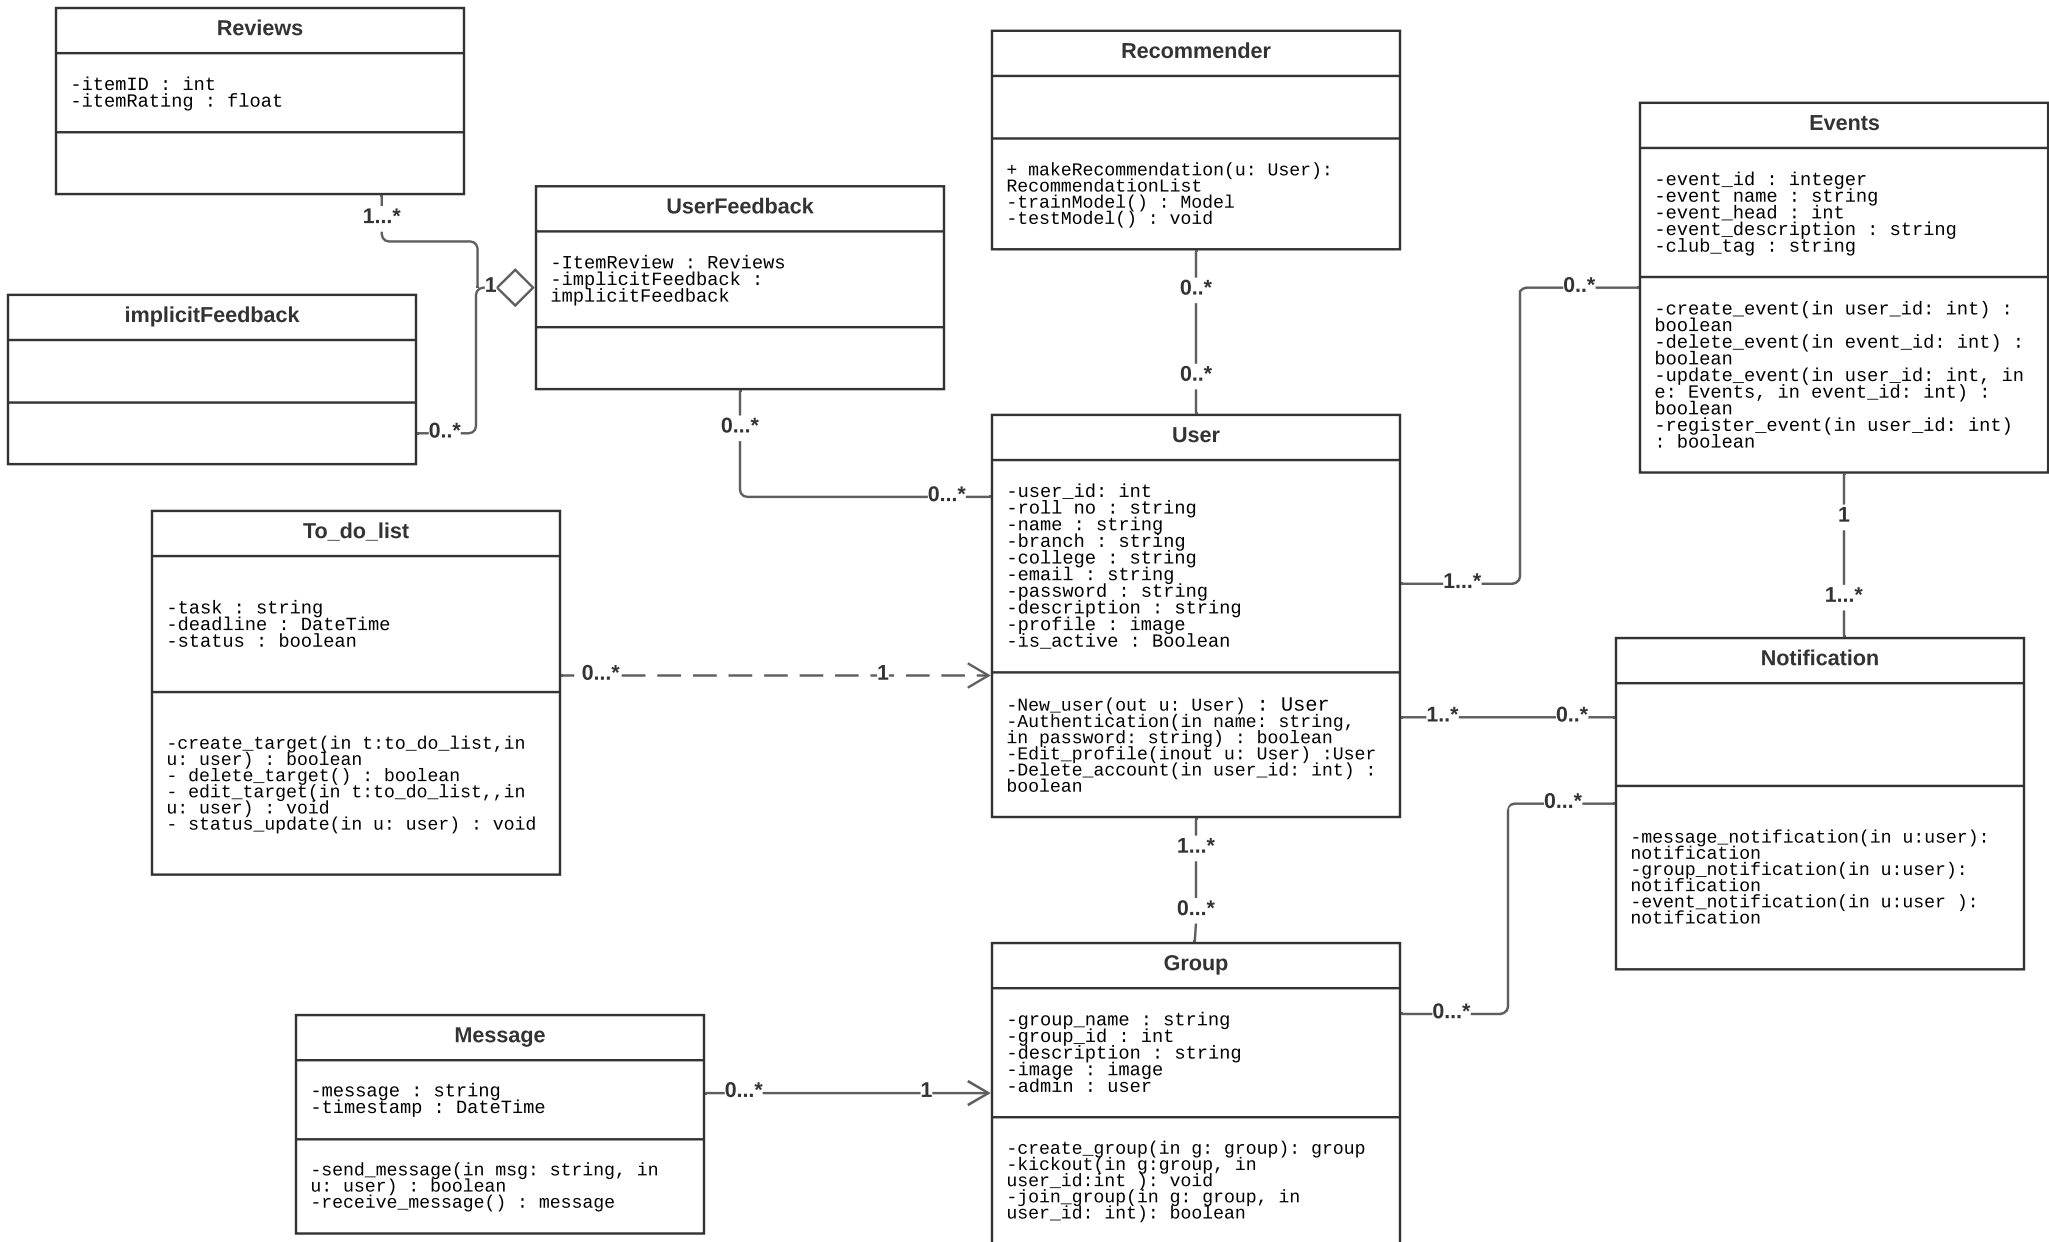 Reviews
-itemID : int
-itemRating : float
1...*
implicitFeedback
0..*
UserFeedback
-ItemReview : Reviews
-implicitFeedback :
implicitFeedback
1
0...*
0...*
Recommender
+ makeRecommendation(u: User):
RecommendationList
-trainModel() : Model
-testModel() : void
0..*
0..*
Events
-event_id : integer
-event name : string
-event_head : int
-event_description : string
-club_tag : string
-create_event(in user_id: int) :
boolean
-delete_event(in event_id: int) :
boolean
-update_event(in user_id: int, in
e: Events, in event_id: int) :
boolean
-register_event(in user_id: int)
: boolean
0..*
1...*
1
1...*
User
-user_id: int
-roll no : string
-name : string
-branch : string
-college : string
-email : string
-password : string
-description : string
-profile : image
-is_active : Boolean
-New_user(out u: User) : User
-Authentication(in name: string,
in password: string) : boolean
-Edit_profile(inout u: User) :User
-Delete_account(in user_id: int) :
boolean
To_do_list
-task : string
-deadline : DateTime
-status : boolean
-create_target(in t:to_do_list,in
u: user) : boolean
- delete_target() : boolean
- edit_target(in t:to_do_list,,in
u: user) : void
- status_update(in u: user) : void
0...*
1
Notification
-message_notification(in u:user):
notification
-group_notification(in u:user):
notification
-event_notification(in u:user ):
notification
1..*
0..*
0...*
0...*
1...*
0...*
Group
-group_name : string
-group_id : int
-description : string
-image : image
-admin : user
-create_group(in g: group): group
-kickout(in g:group, in
user_id:int ): void
-join_group(in g: group, in
user_id: int): boolean
Message
-message : string
-timestamp : DateTime
-send_message(in msg: string, in
u: user) : boolean
-receive_message() : message
0...*
1